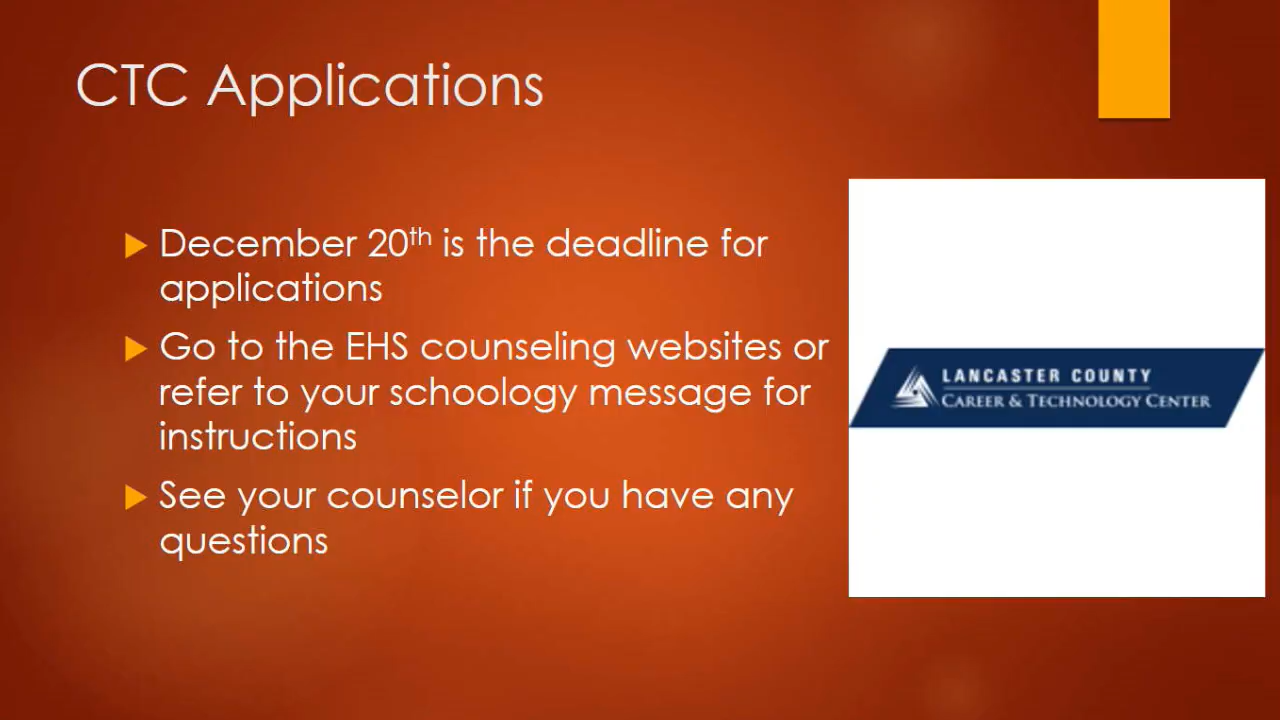 CTC Applications
December 20th is the deadline for
applications
Go to the EHS counseling websites or
refer to your schoology message for
instructions
See your counselor if you have any
questions
LANCASTER COUNTY
CAREER & TECHNOLOGY CENTER